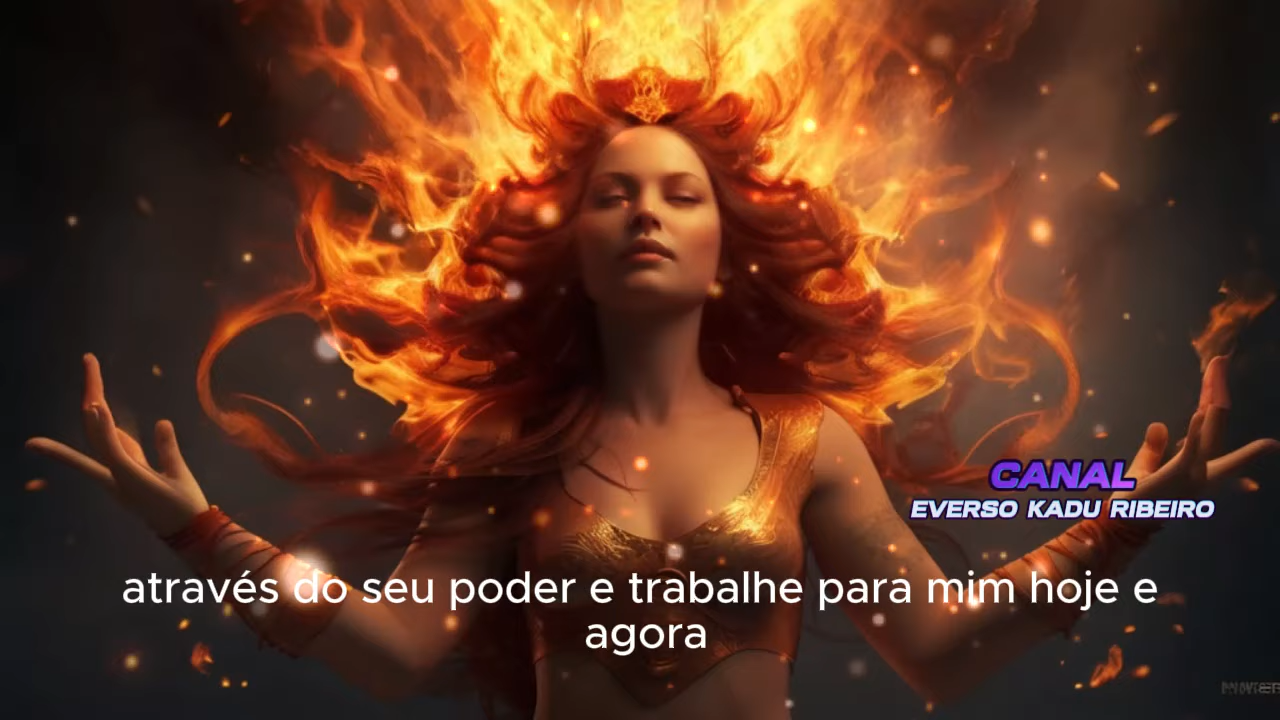 CANAL
EVERSO KADU RIBEIRO
através do seu poder e trabalhe para mim hoje e
agora